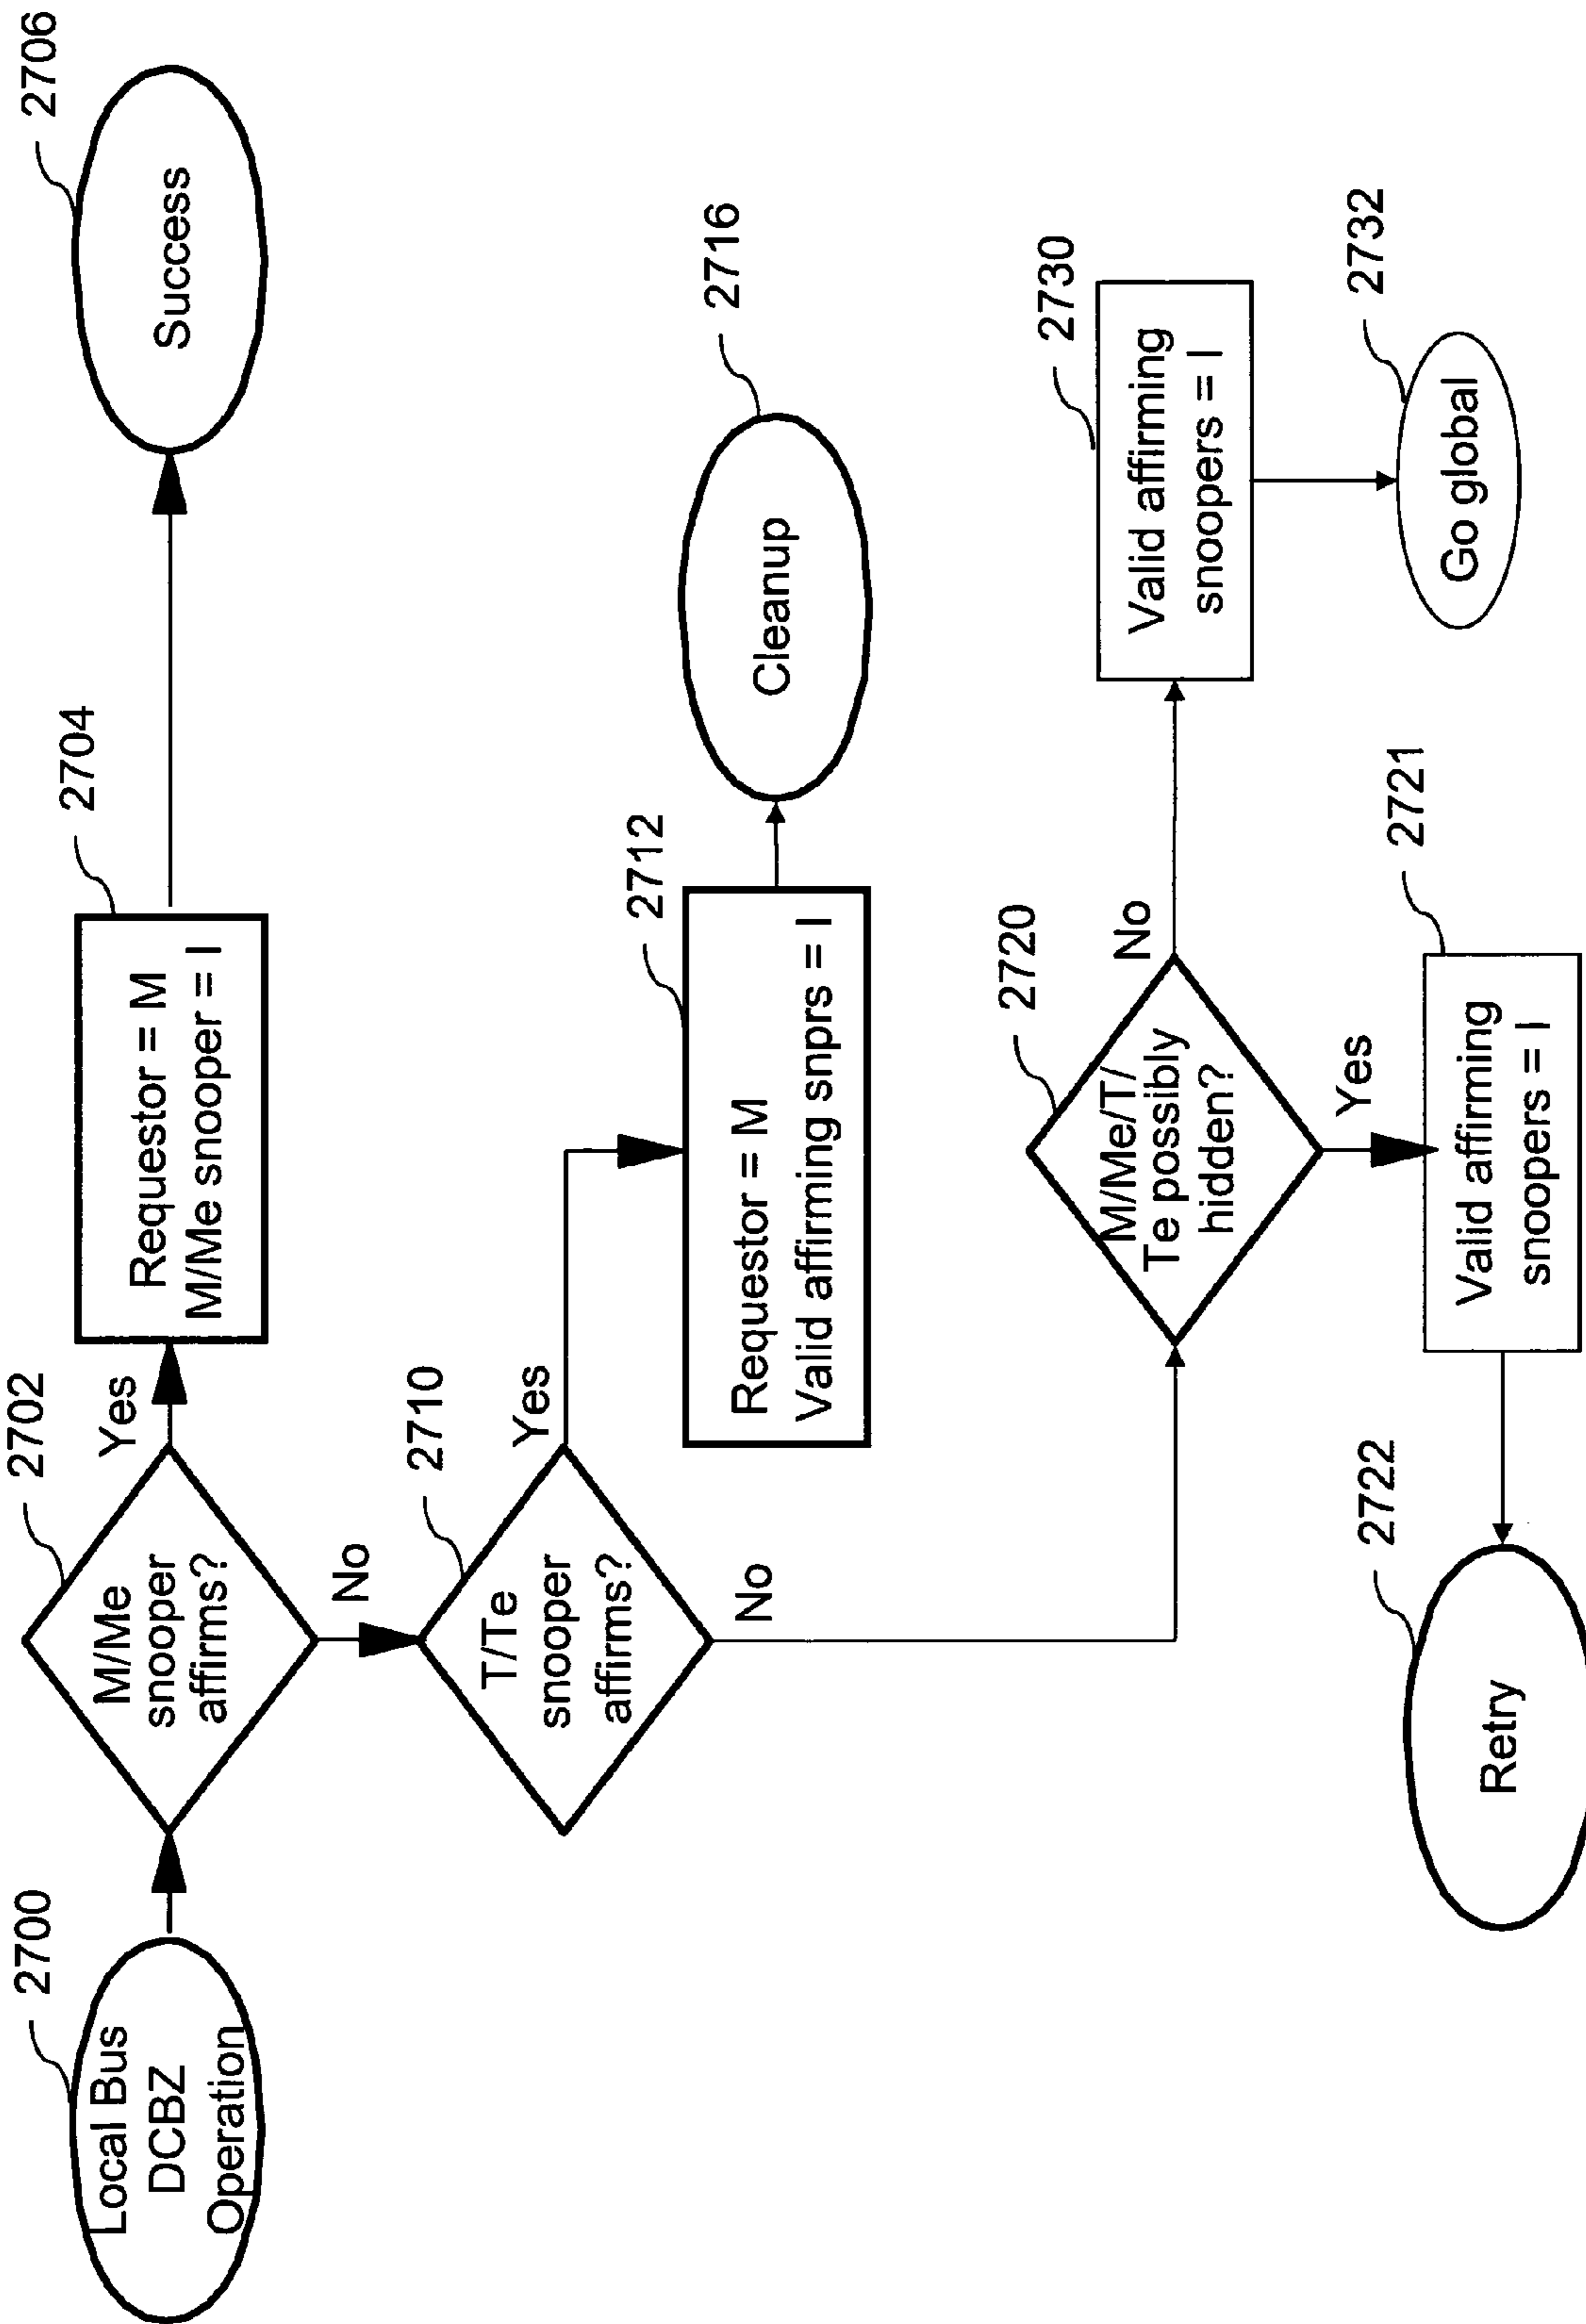 2700
Local Bus
DCBZ
Operation
2702
M/Me
snooper
affirms?
Yes
No
2704
Requestor = M
M/Me snooper = I
2706
Success
2710
T/Te
snooper
affirms?
Yes
No
2712
Requestor = M
Valid affirming snprs = I
2716
Cleanup
2720
M/Me/T/
Te possibly
hidden?
No
Yes
2730
Valid affirming
snoopers = I
2732
Go global
2721
Valid affirming
snoopers = I
2722
Retry